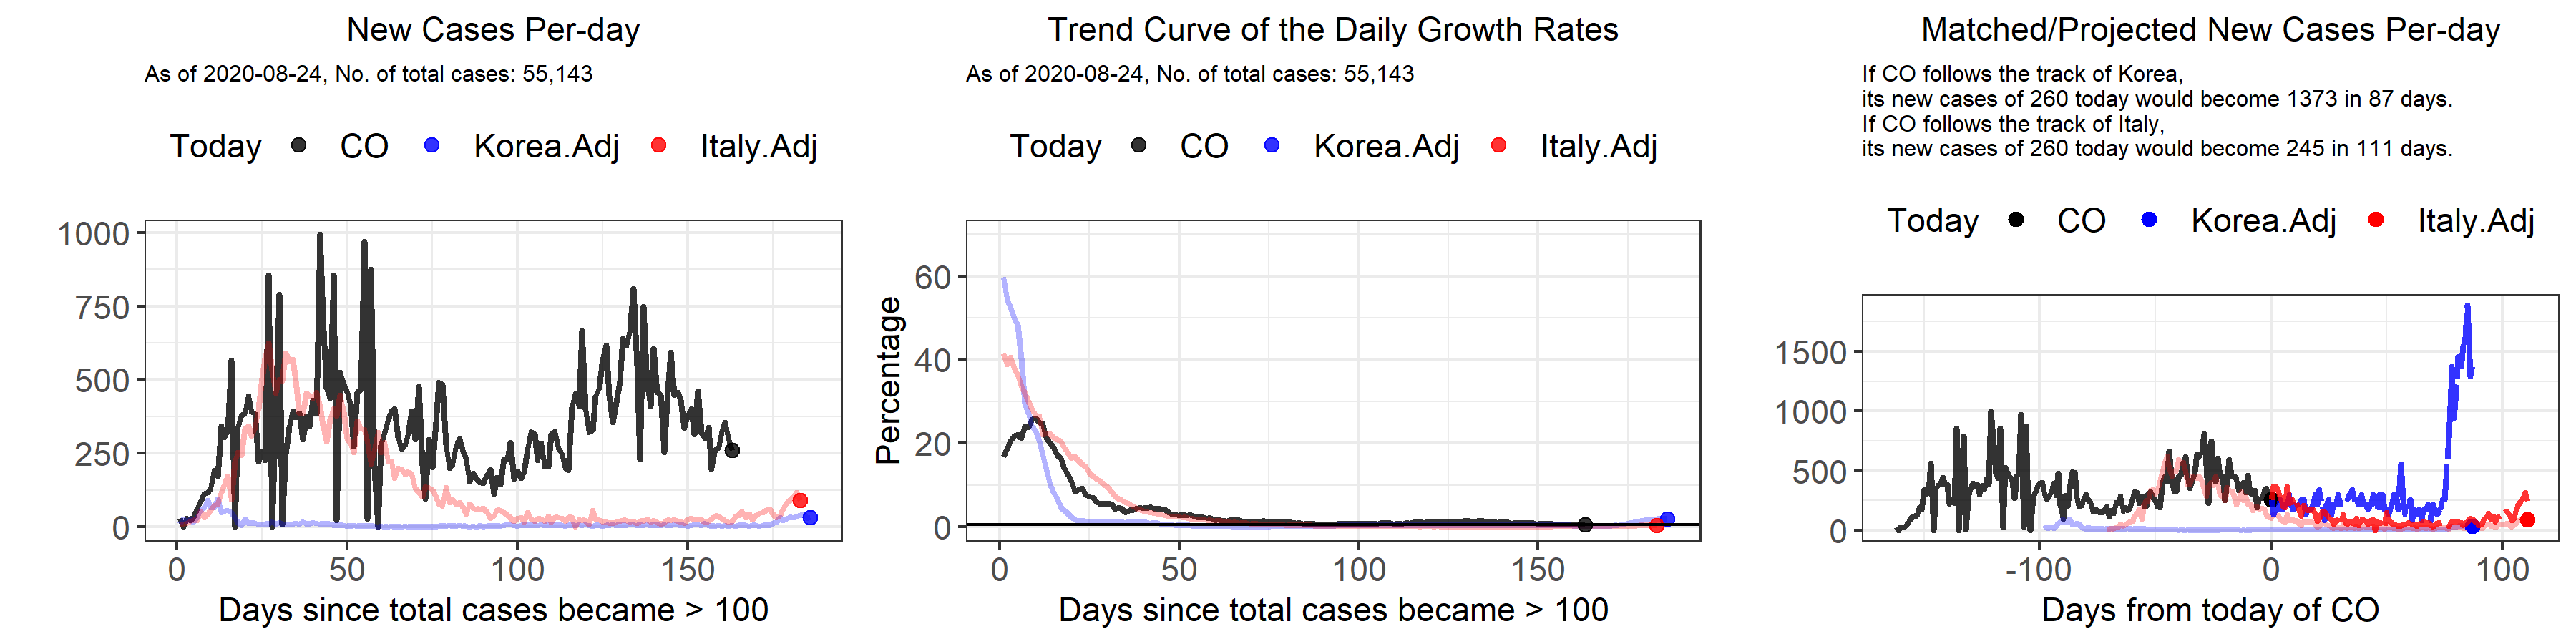 New Cases Per-day
As of 2020-08-24, No. of total cases: 55,143
Today CO Korea.Adj Italy.Adj
1000
750
500
250
0
0 50 100 150
Days since total cases became > 100
Trend Curve of the Daily Growth Rates
As of 2020-08-24, No. of total cases: 55,143
Today CO Korea.Adj Italy.Adj
Percentage
60
40
20
0
0 50 100 150
Days since total cases became > 100
Matched/Projected New Cases Per-day
If CO follows the track of Korea,
its new cases of 260 today would become 1373 in 87 days.
If CO follows the track of Italy,
its new cases of 260 today would become 245 in 111 days.
Today CO Korea.Adj Italy.Adj
1500
1000
500
0
-100 0 100
Days from today of CO